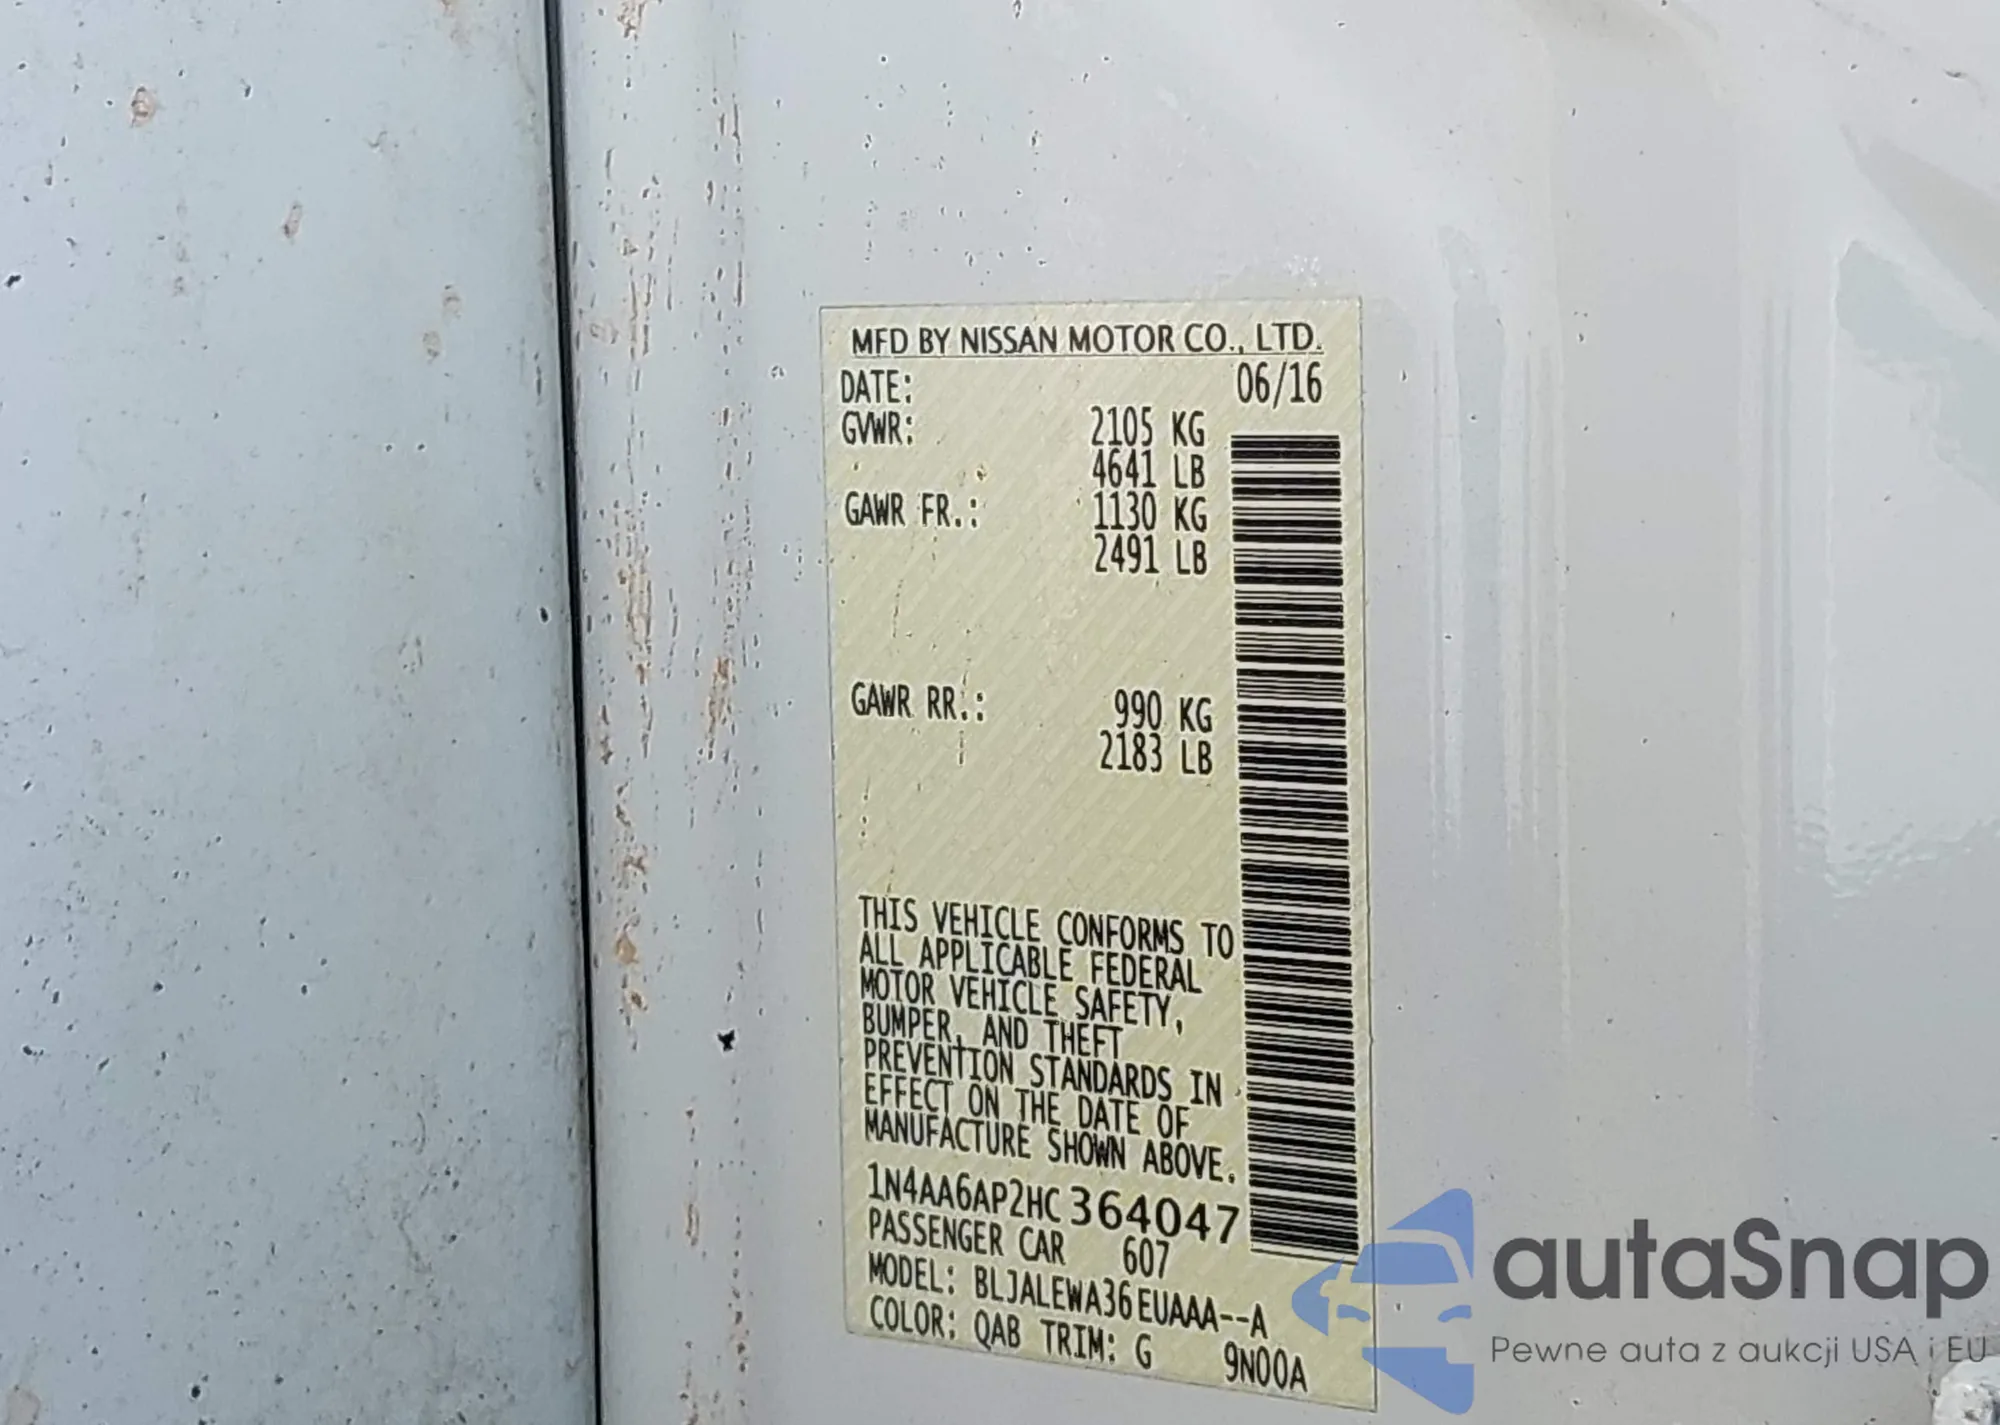 MFD BY NISSAN MOTOR CO., LTD.
DATE: 06/16
GVWR: 2105 KG
4641 LB
GAWR FR.: 1130 KG
2491 LB
GAWR RR.: 990 KG
2183 LB
THIS VEHICLE CONFORMS TO
ALL APPLICABLE FEDERAL
MOTOR VEHICLE SAFETY,
BUMPER, AND THEFT
PREVENTION STANDARDS IN
EFFECT ON THE DATE OF
MANUFACTURE SHOWN ABOVE.
1N4AA6AP2HC364047
PASSENGER CAR 607
MODEL: BLJALEWA36EUAAA--A
COLOR: QAB TRIM: G 9N00A
autaSnap
Pewne auta z aukcji USA i EU